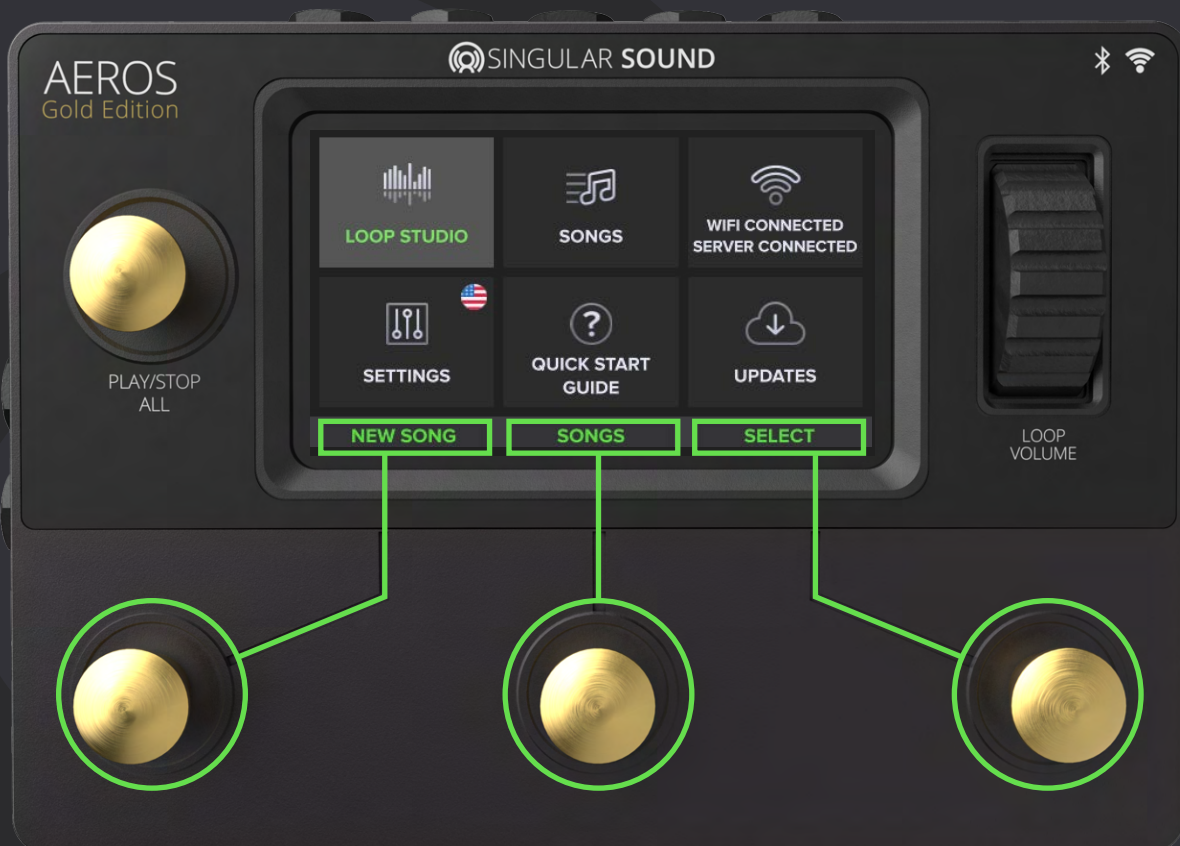 SINGULAR SOUND
AEROS
Gold Edition
LOOP STUDIO
SONGS
WIFI CONNECTED
SERVER CONNECTED
SETTINGS
?
QUICK START
GUIDE
UPDATES
NEW SONG
SONGS
SELECT
PLAY/STOP
ALL
LOOP
VOLUME